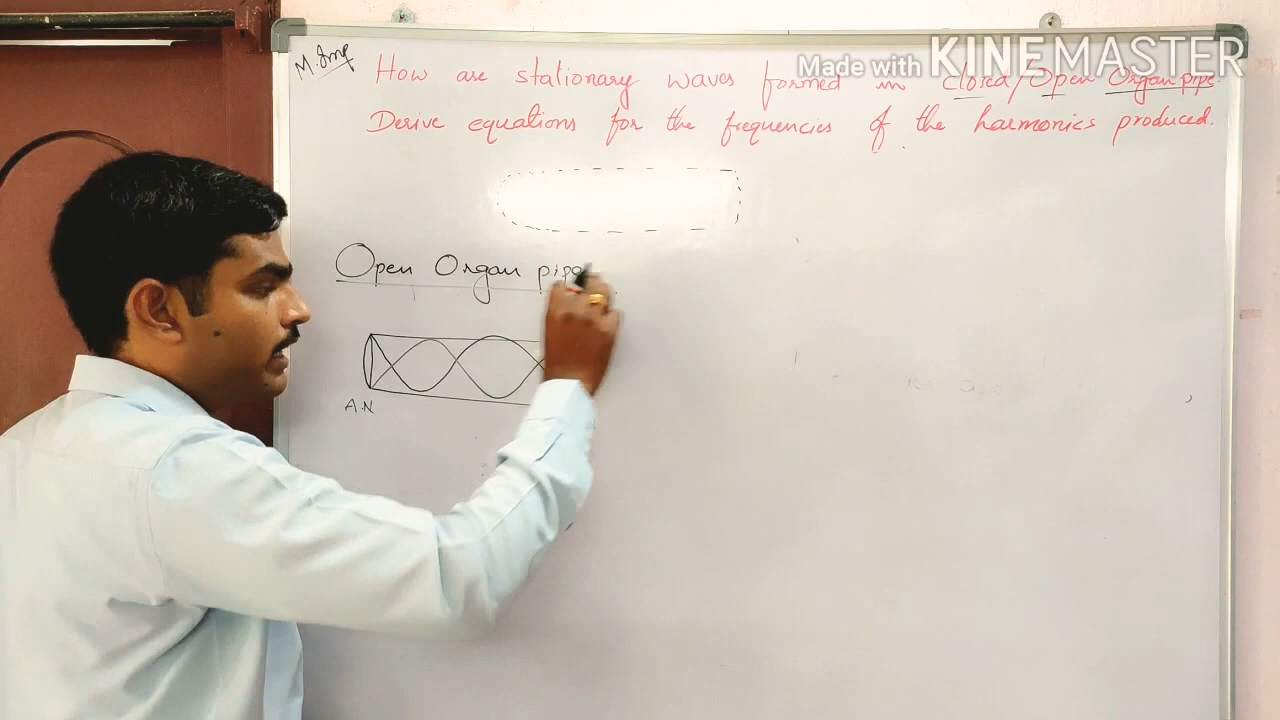 Made with KINEMASTER
M. Imp
How are stationary waves formed in closed/Open Organ pipe.
Derive equations for the frequencies of the harmonics produced.
Open Organ pipe
A.N